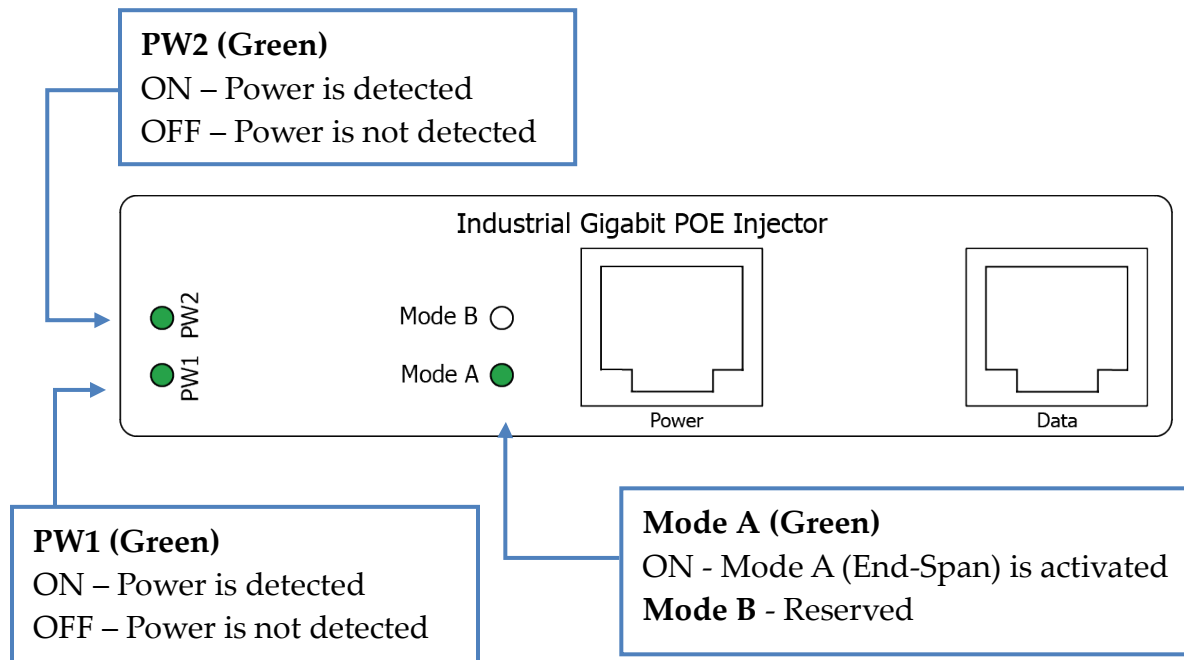 PW2 (Green)
ON – Power is detected
OFF – Power is not detected
Industrial Gigabit POE Injector
PW2
PW1
Mode B
Mode A
Power
Data
PW1 (Green)
ON – Power is detected
OFF – Power is not detected
Mode A (Green)
ON - Mode A (End-Span) is activated
Mode B - Reserved